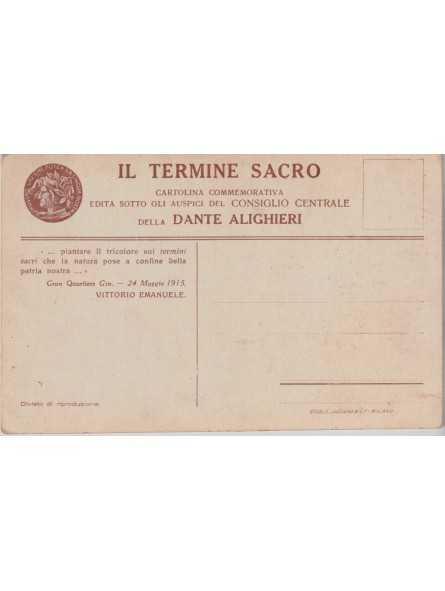 IL TERMINE SACRO
CARTOLINA COMMEMORATIVA
EDITA SOTTO GLI AUSPICI DEL CONSIGLIO CENTRALE
DELLA DANTE ALIGHIERI
« ... piantare il tricolore sui termini
sacri che la natura pose a confine della
patria nostra ... »
Gran Quartiere Gen. — 24 Maggio 1915.
VITTORIO EMANUELE.
Divieto di riproduzione.
MILANO